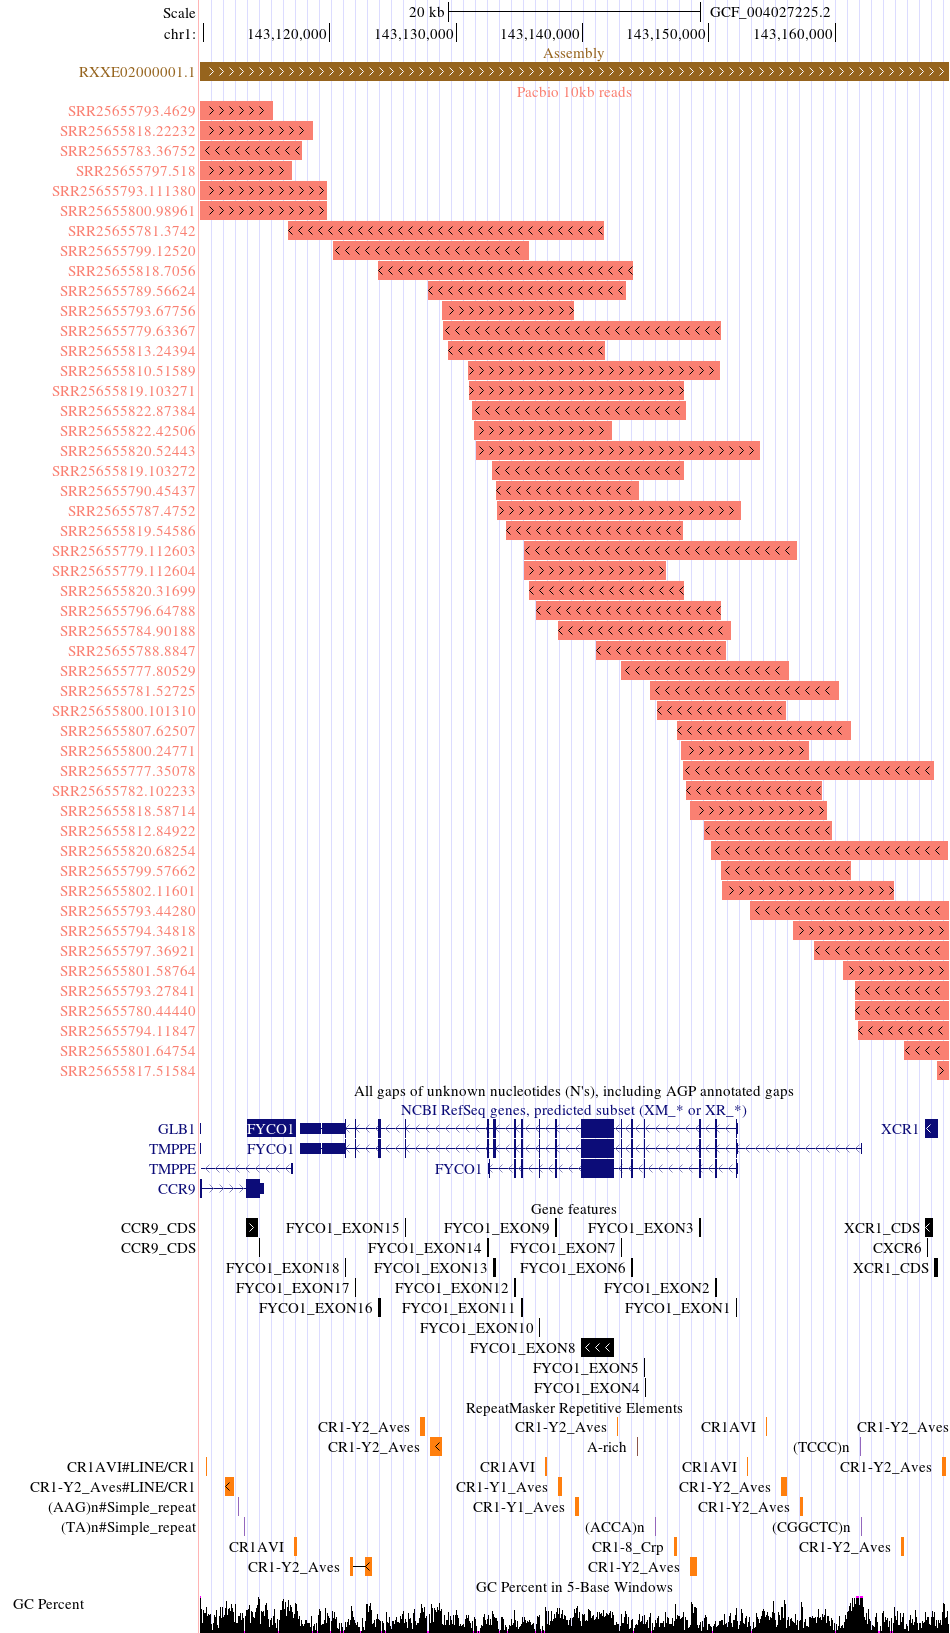 Scale 20 kb GCF_004027225.2
chr1: 143,120,000 143,130,000 143,140,000 143,150,000 143,160,000
Assembly
RXXE02000001.1
Pacbio 10kb reads
SRR25655793.4629
SRR25655818.22232
SRR25655783.36752
SRR25655797.518
SRR25655793.111380
SRR25655800.98961
SRR25655781.3742
SRR25655799.12520
SRR25655818.7056
SRR25655789.56624
SRR25655793.67756
SRR25655779.63367
SRR25655813.24394
SRR25655810.51589
SRR25655819.103271
SRR25655822.87384
SRR25655822.42506
SRR25655820.52443
SRR25655819.103272
SRR25655790.45437
SRR25655787.4752
SRR25655819.54586
SRR25655779.112603
SRR25655779.112604
SRR25655820.31699
SRR25655796.64788
SRR25655784.90188
SRR25655788.8847
SRR25655777.80529
SRR25655781.52725
SRR25655800.101310
SRR25655807.62507
SRR25655800.24771
SRR25655777.35078
SRR25655782.102233
SRR25655818.58714
SRR25655812.84922
SRR25655820.68254
SRR25655799.57662
SRR25655802.11601
SRR25655793.44280
SRR25655794.34818
SRR25655797.36921
SRR25655801.58764
SRR25655793.27841
SRR25655780.44440
SRR25655794.11847
SRR25655801.64754
SRR25655817.51584
All gaps of unknown nucleotides (N's), including AGP annotated gaps
NCBI RefSeq genes, predicted subset (XM_* or XR_*)
GLB1 FYCO1 XCR1
TMPPE FYCO1
TMPPE FYCO1
CCR9
Gene features
CCR9_CDS FYCO1_EXON15 FYCO1_EXON9 FYCO1_EXON3 XCR1_CDS
CCR9_CDS FYCO1_EXON14 FYCO1_EXON7 CXCR6
FYCO1_EXON18 FYCO1_EXON13 FYCO1_EXON6 XCR1_CDS
FYCO1_EXON17 FYCO1_EXON12 FYCO1_EXON2
FYCO1_EXON16 FYCO1_EXON11 FYCO1_EXON1
FYCO1_EXON10
FYCO1_EXON8
FYCO1_EXON5
FYCO1_EXON4
RepeatMasker Repetitive Elements
CR1-Y2_Aves CR1-Y2_Aves CR1AVI CR1-Y2_Aves
CR1-Y2_Aves A-rich (TCCC)n
CR1AVI#LINE/CR1 CR1AVI CR1AVI CR1-Y2_Aves
CR1-Y2_Aves#LINE/CR1 CR1-Y1_Aves CR1-Y2_Aves
(AAG)n#Simple_repeat CR1-Y1_Aves CR1-Y2_Aves
(TA)n#Simple_repeat (ACCA)n (CGGCTC)n
CR1AVI CR1-8_Crp CR1-Y2_Aves
CR1-Y2_Aves CR1-Y2_Aves
GC Percent in 5-Base Windows
GC Percent